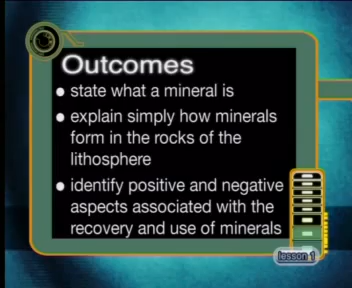 Outcomes
state what a mineral is
explain simply how minerals
form in the rocks of the
lithosphere
identify positive and negative
aspects associated with the
recovery and use of minerals
lesson 1